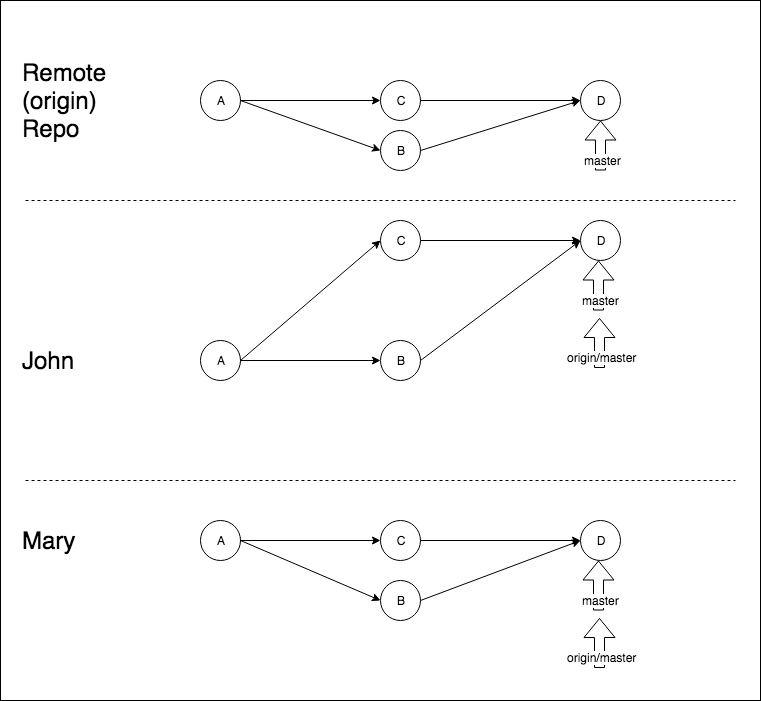 Remote
(origin)
Repo
A
C
D
B
master
C
D
master
John
A
B
origin/master
Mary
A
C
D
B
master
origin/master